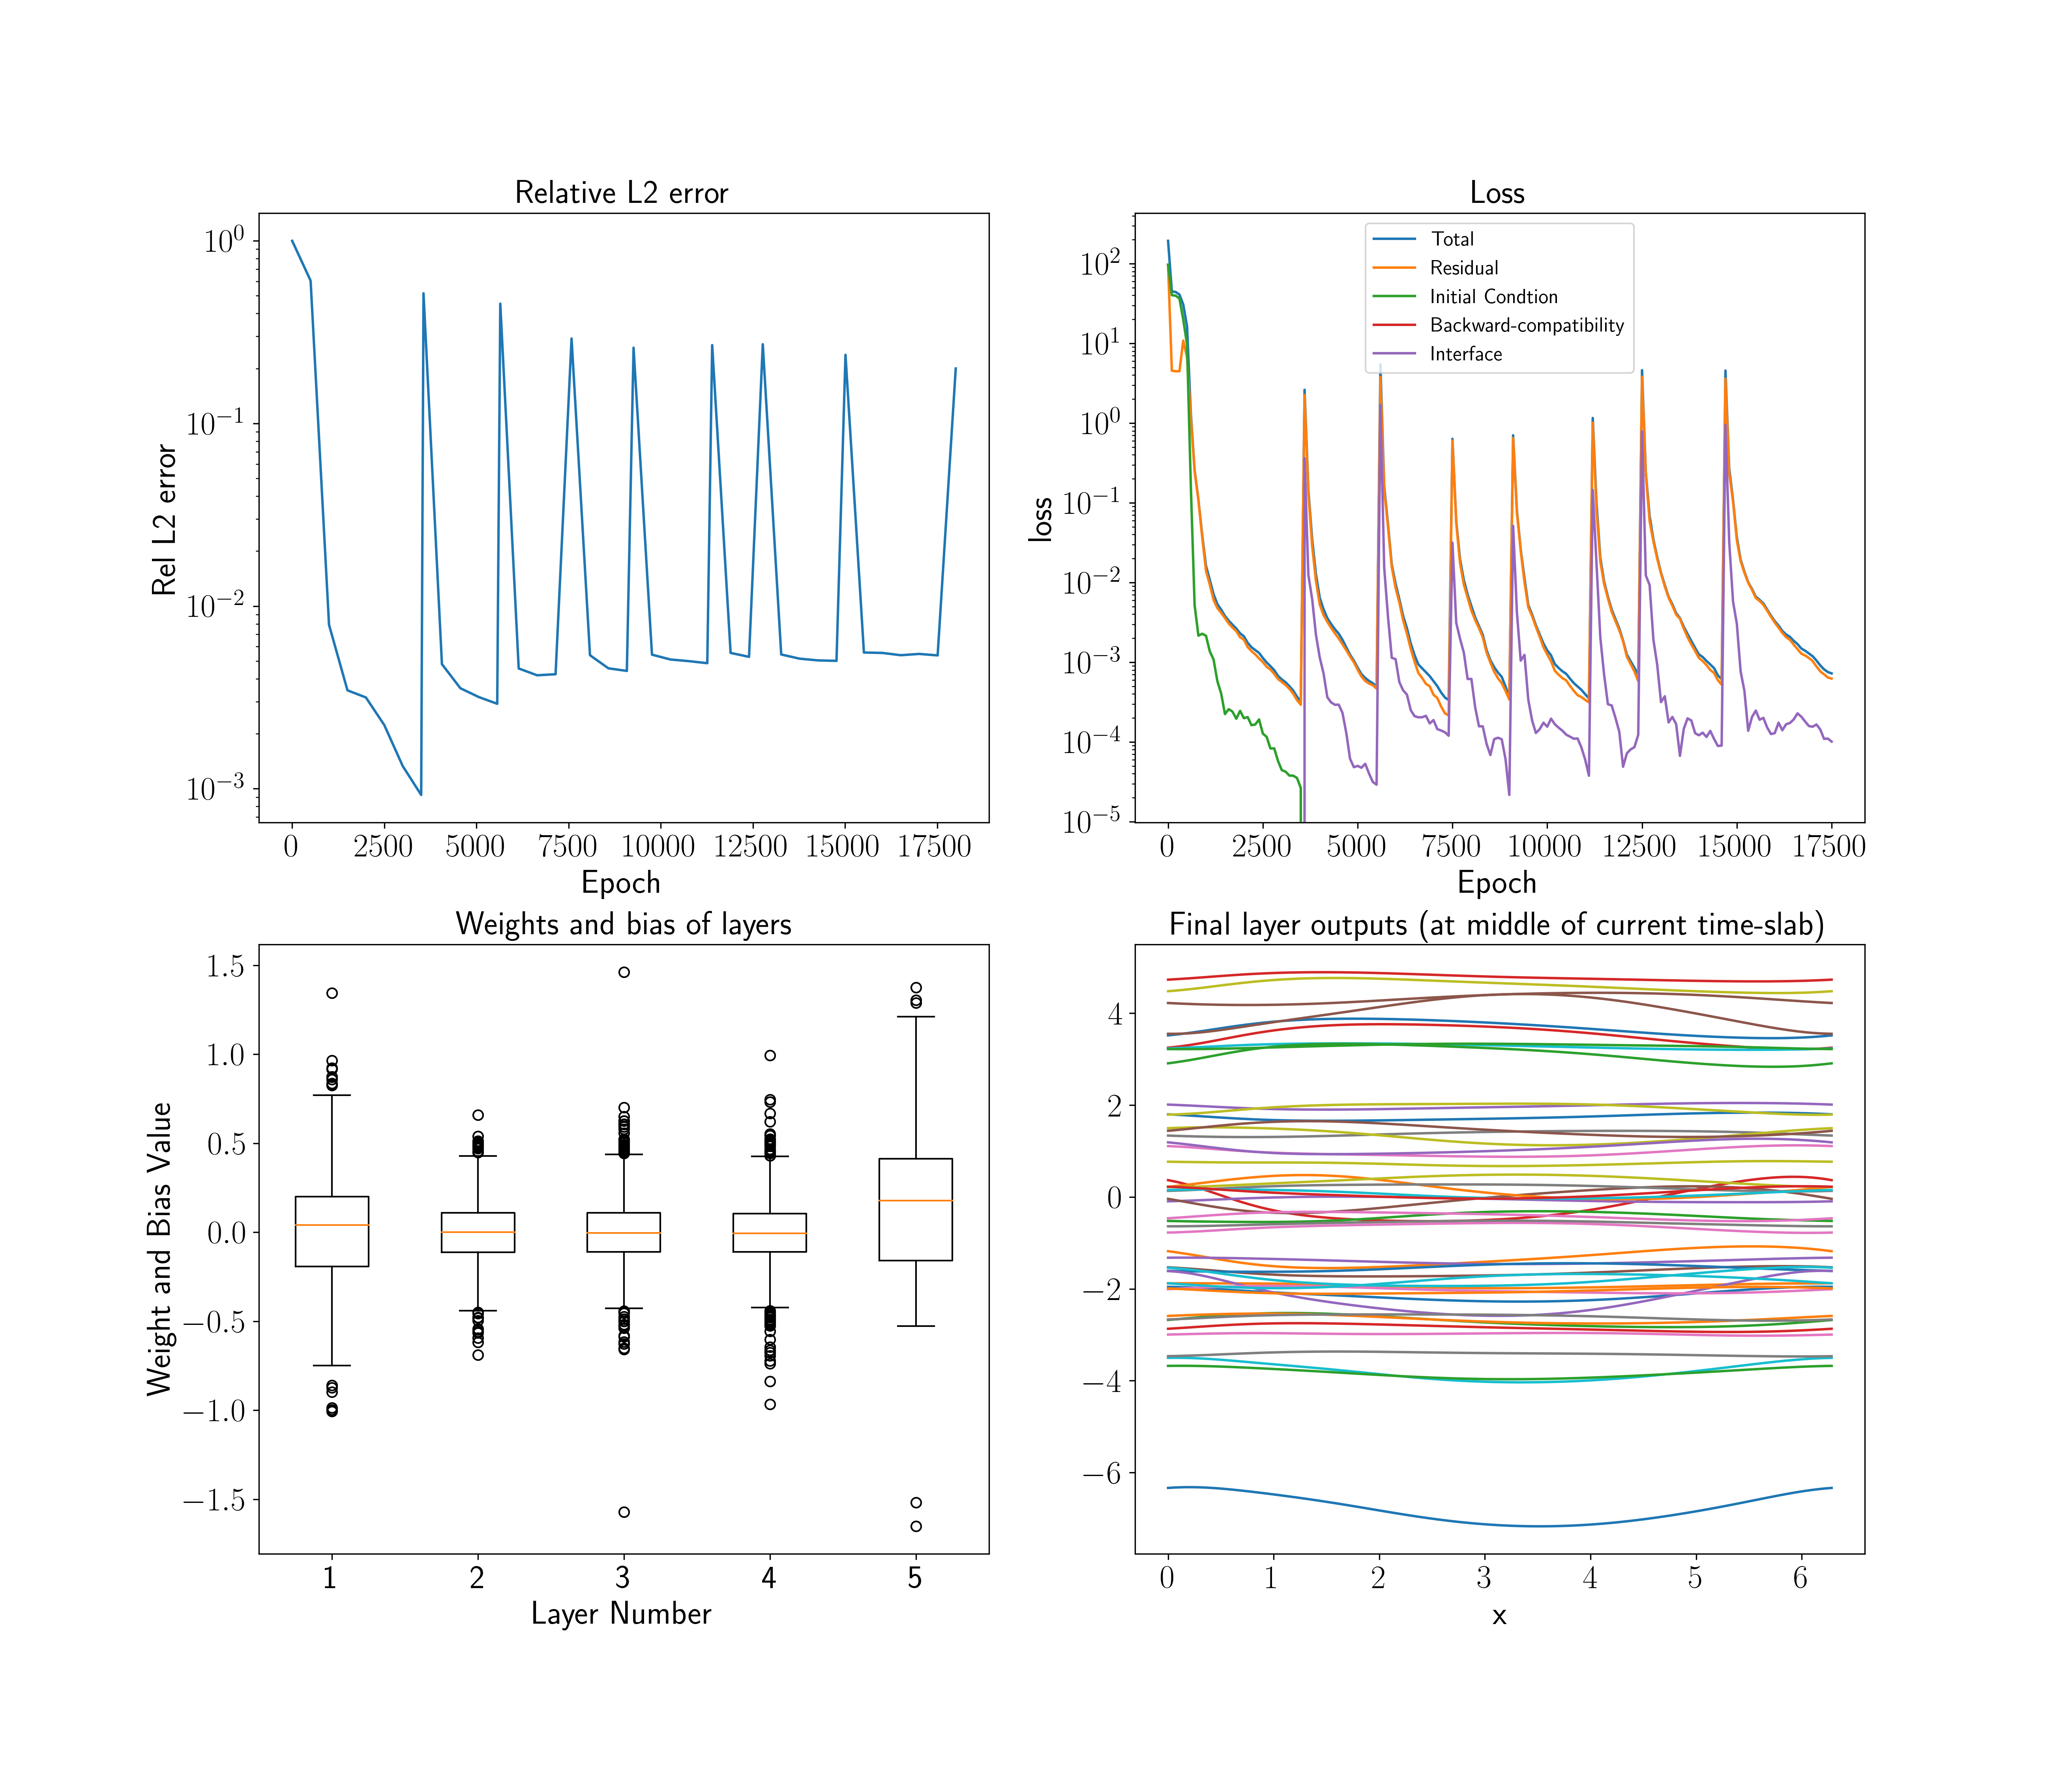 Relative L2 error
10^0
10^−1
10^−2
10^−3
Rel L2 error
0 2500 5000 7500 10000 12500 15000 17500
Epoch
Loss
Total
Residual
Initial Condtion
Backward-compatibility
Interface
10^2
10^1
10^0
10^−1
10^−2
10^−3
10^−4
10^−5
loss
0 2500 5000 7500 10000 12500 15000 17500
Epoch
Weights and bias of layers
1.5
1.0
0.5
0.0
−0.5
−1.0
−1.5
Weight and Bias Value
1 2 3 4 5
Layer Number
Final layer outputs (at middle of current time-slab)
4
2
0
−2
−4
−6
0 1 2 3 4 5 6
x